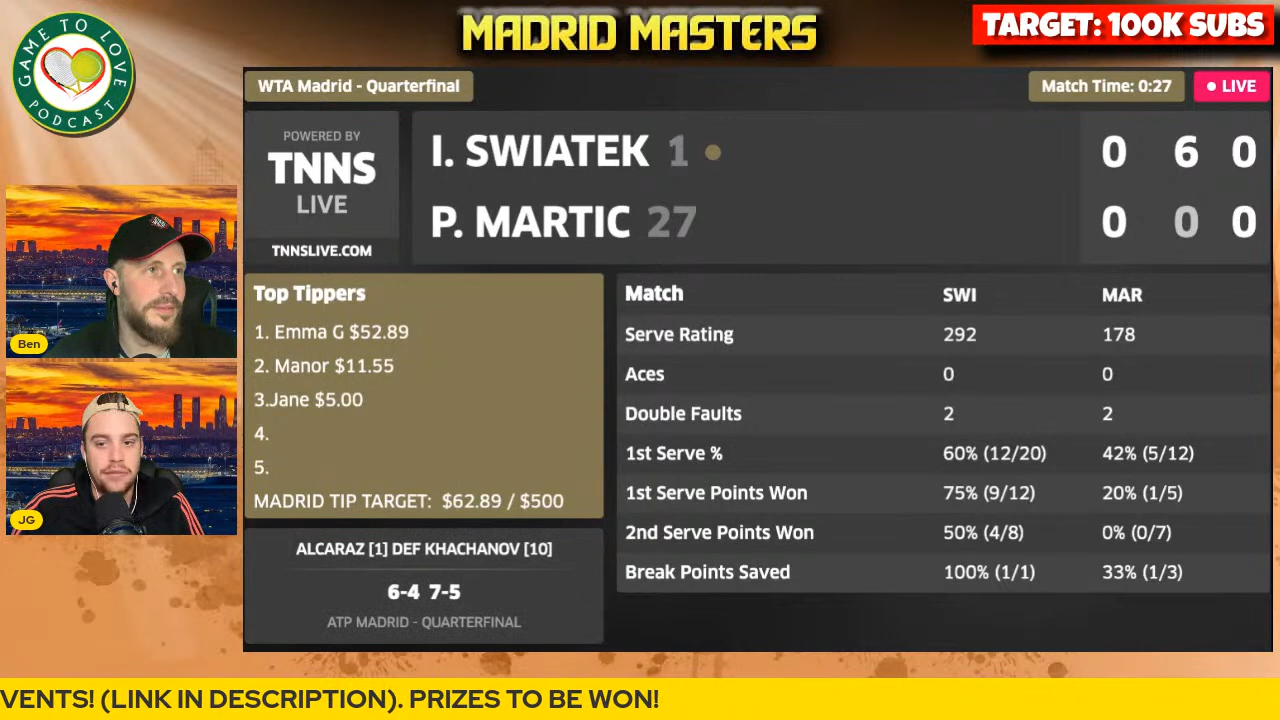 GAME TO LOVE
PODCAST
MADRID MASTERS
TARGET: 100K SUBS
WTA Madrid - Quarterfinal
Match Time: 0:27
LIVE
POWERED BY
TNNS
LIVE
TNNSLIVE.COM
I. SWIATEK 1 0 6 0
P. MARTIC 27 0 0 0
Ben
JG
Top Tippers
1. Emma G $52.89
2. Manor $11.55
3.Jane $5.00
4.
5.
MADRID TIP TARGET: $62.89 / $500
ALCARAZ [1] DEF KHACHANOV [10]
6-4 7-5
ATP MADRID - QUARTERFINAL
Match SWI MAR
Serve Rating 292 178
Aces 0 0
Double Faults 2 2
1st Serve % 60% (12/20) 42% (5/12)
1st Serve Points Won 75% (9/12) 20% (1/5)
2nd Serve Points Won 50% (4/8) 0% (0/7)
Break Points Saved 100% (1/1) 33% (1/3)
VENTS! (LINK IN DESCRIPTION). PRIZES TO BE WON!